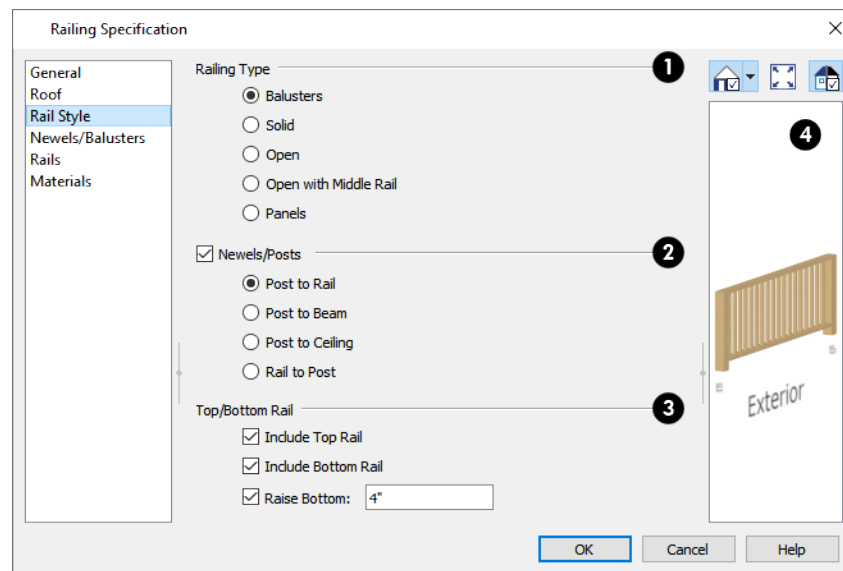 Railing Specification
General
Roof
Rail Style
Newels/Balusters
Rails
Materials
Railing Type
1
Balusters
Solid
Open
Open with Middle Rail
Panels
Newels/Posts
2
Post to Rail
Post to Beam
Post to Ceiling
Rail to Post
Top/Bottom Rail
3
Include Top Rail
Include Bottom Rail
Raise Bottom: 4"
4
Exterior
OK Cancel Help